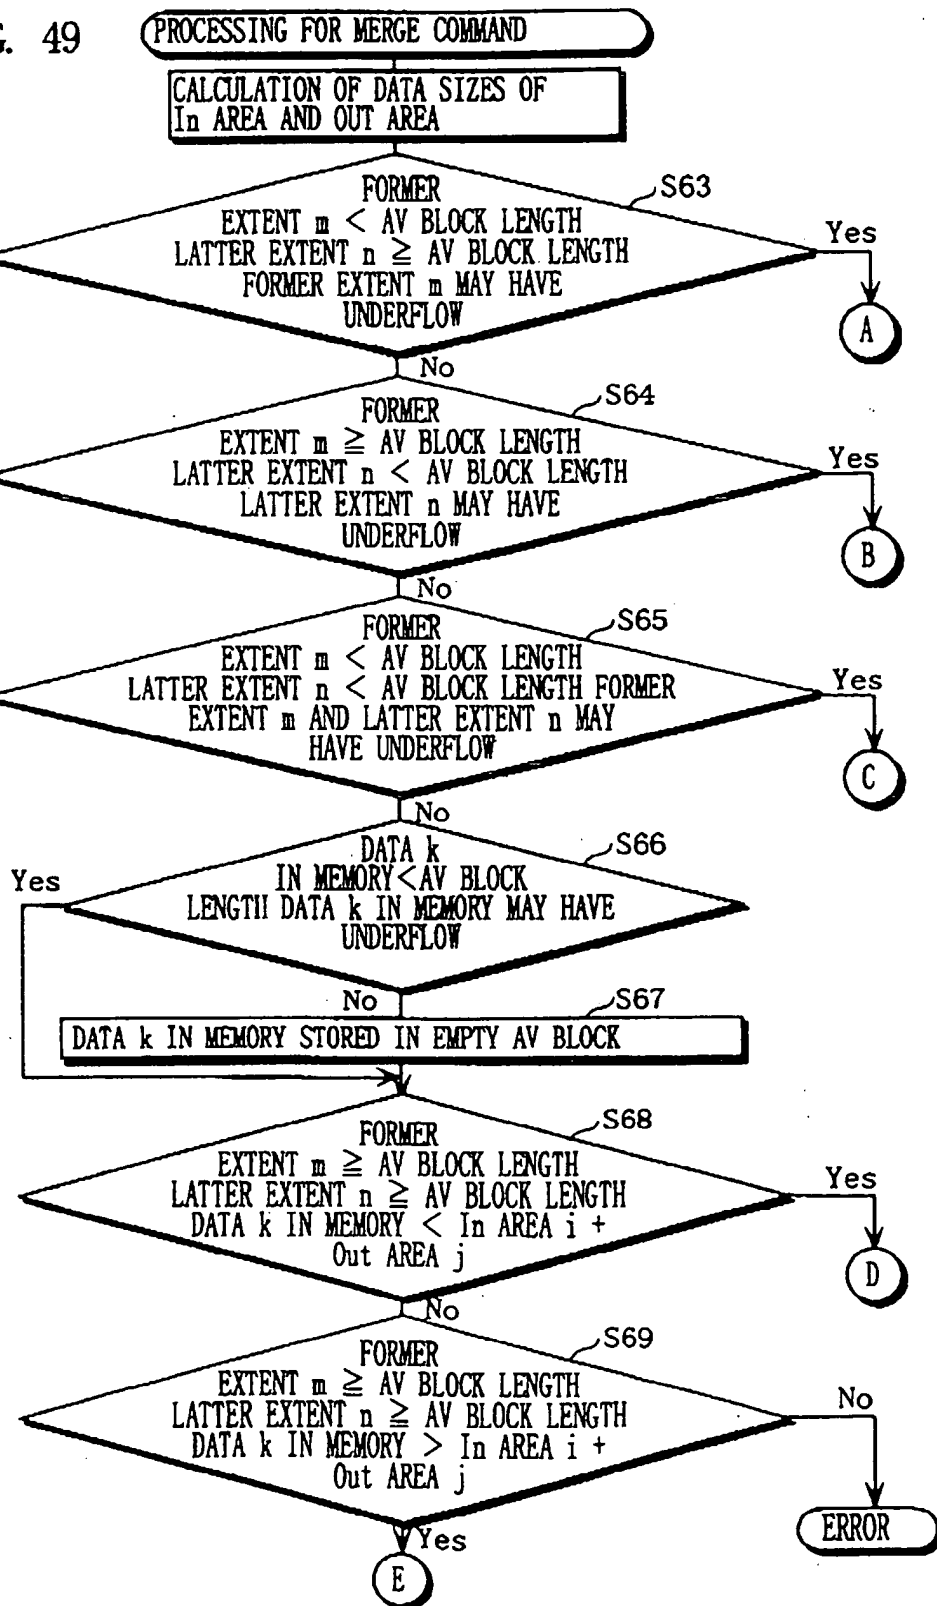 G. 49
PROCESSING FOR MERGE COMMAND
CALCULATION OF DATA SIZES OF
In AREA AND OUT AREA
S63
FORMER
EXTENT m < AV BLOCK LENGTH
LATTER EXTENT n ≧ AV BLOCK LENGTH
FORMER EXTENT m MAY HAVE
UNDERFLOW
Yes
A
No
S64
FORMER
EXTENT m ≧ AV BLOCK LENGTH
LATTER EXTENT n < AV BLOCK LENGTH
LATTER EXTENT n MAY HAVE
UNDERFLOW
Yes
B
No
S65
FORMER
EXTENT m < AV BLOCK LENGTH
LATTER EXTENT n < AV BLOCK LENGTH FORMER
EXTENT m AND LATTER EXTENT n MAY
HAVE UNDERFLOW
Yes
C
No
S66
DATA k
IN MEMORY<AV BLOCK
LENGTH DATA k IN MEMORY MAY HAVE
UNDERFLOW
Yes
No
S67
DATA k IN MEMORY STORED IN EMPTY AV BLOCK
S68
FORMER
EXTENT m ≧ AV BLOCK LENGTH
LATTER EXTENT n ≧ AV BLOCK LENGTH
DATA k IN MEMORY < In AREA i +
Out AREA j
Yes
D
No
S69
FORMER
EXTENT m ≧ AV BLOCK LENGTH
LATTER EXTENT n ≧ AV BLOCK LENGTH
DATA k IN MEMORY > In AREA i +
Out AREA j
No
ERROR
Yes
E